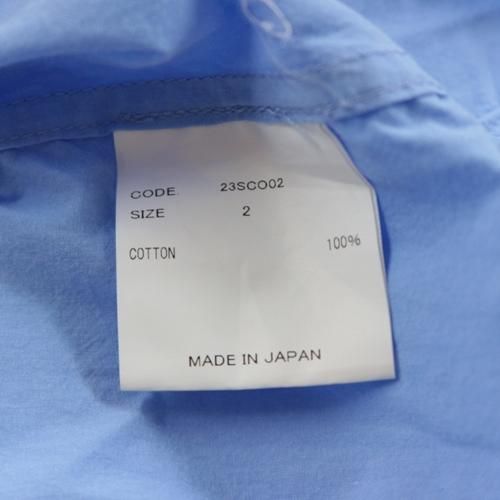 CODE. 23SCO02
SIZE 2
COTTON 100%
MADE IN JAPAN